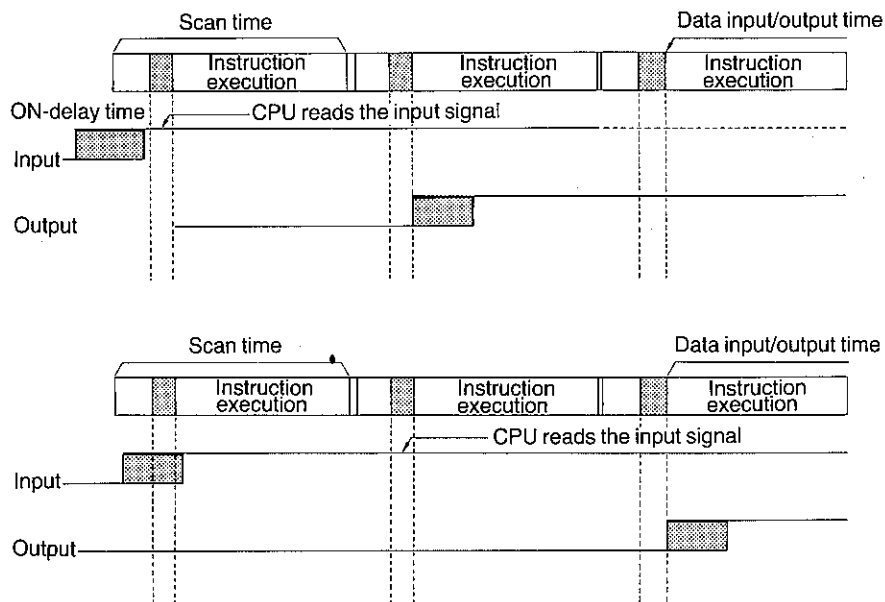 Scan time
Data input/output time
Instruction execution
Instruction execution
Instruction execution
ON-delay time
CPU reads the input signal
Input
Output
Scan time
Data input/output time
Instruction execution
Instruction execution
Instruction execution
CPU reads the input signal
Input
Output